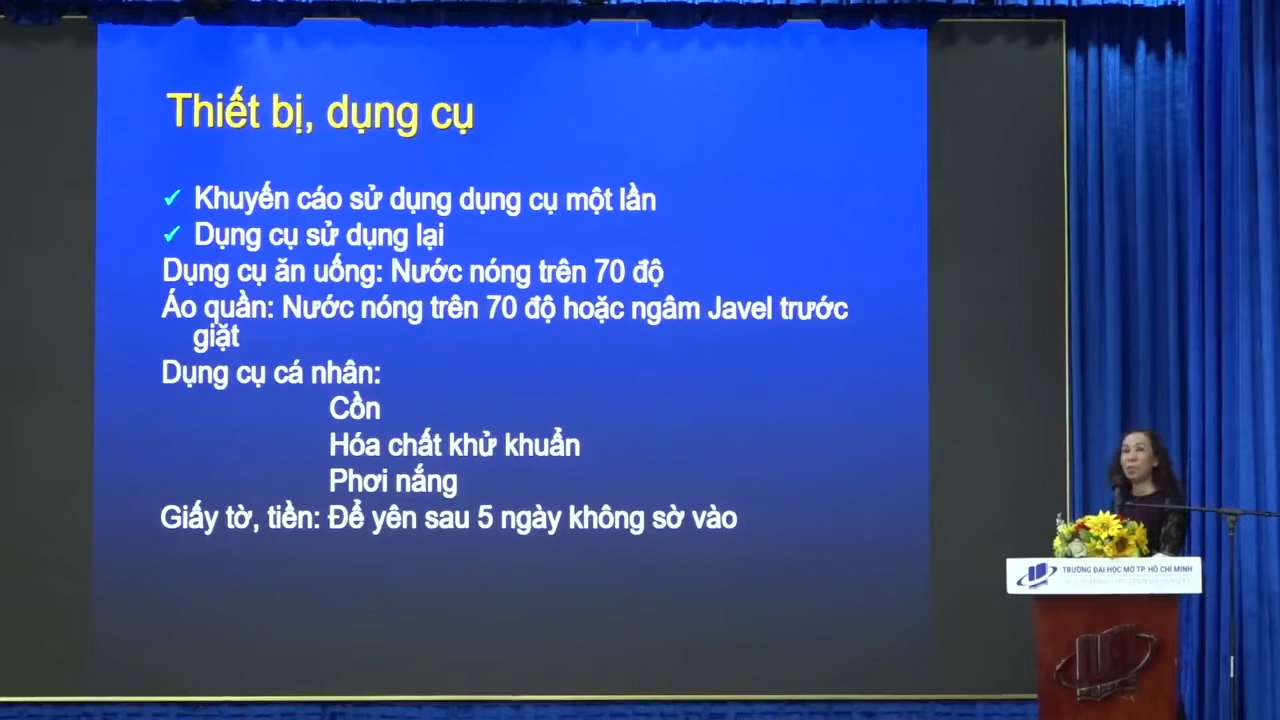 Thiết bị, dụng cụ
✓ Khuyến cáo sử dụng dụng cụ một lần
✓ Dụng cụ sử dụng lại
Dụng cụ ăn uống: Nước nóng trên 70 độ
Áo quần: Nước nóng trên 70 độ hoặc ngâm Javel trước
giặt
Dụng cụ cá nhân:
Cồn
Hóa chất khử khuẩn
Phơi nắng
Giấy tờ, tiền: Để yên sau 5 ngày không sờ vào
TRƯỜNG ĐẠI HỌC MỞ TP. HỒ CHÍ MINH